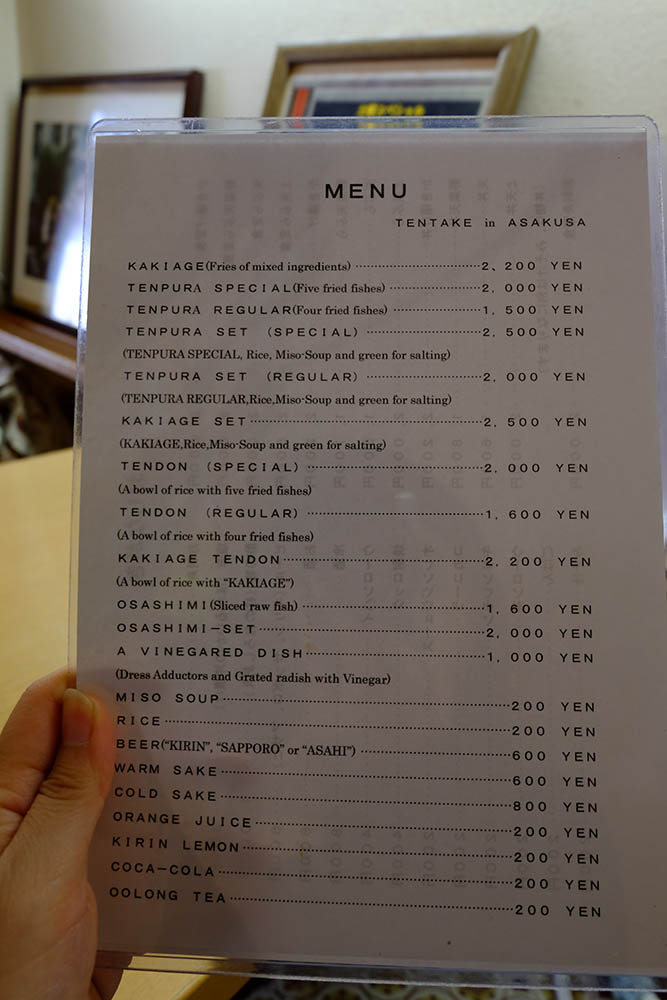 MENU
TENTAKE in ASAKUSA
KAKIAGE(Fries of mixed ingredients) ……………………2、200 YEN
TENPURA SPECIAL(Five fried fishes) ……………………2, 000 YEN
TENPURA REGULAR(Four fried fishes) ……………………1, 500 YEN
TENPURA SET (SPECIAL) ……………………2, 500 YEN
(TENPURA SPECIAL, Rice, Miso-Soup and green for salting)
TENPURA SET (REGULAR) ……………………2, 000 YEN
(TENPURA REGULAR,Rice,Miso-Soup and green for salting)
KAKIAGE SET……………………2, 500 YEN
(KAKIAGE,Rice,Miso-Soup and green for salting)
TENDON (SPECIAL) ……………………2, 000 YEN
(A bowl of rice with five fried fishes)
TENDON (REGULAR) ……………………1, 600 YEN
(A bowl of rice with four fried fishes)
KAKIAGE TENDON……………………2, 200 YEN
(A bowl of rice with “KAKIAGE”)
OSASHIMI(Sliced raw fish) ……………………1, 600 YEN
OSASHIMI−SET……………………2, 000 YEN
A VINEGARED DISH……………………1, 000 YEN
(Dress Adductors and Grated radish with Vinegar)
MISO SOUP……………………200 YEN
RICE……………………200 YEN
BEER(“KIRIN”, “SAPPORO” or “ASAHI”) ……………………600 YEN
WARM SAKE……………………600 YEN
COLD SAKE……………………800 YEN
ORANGE JUICE……………………200 YEN
KIRIN LEMON……………………200 YEN
COCA−COLA……………………200 YEN
OOLONG TEA……………………200 YEN